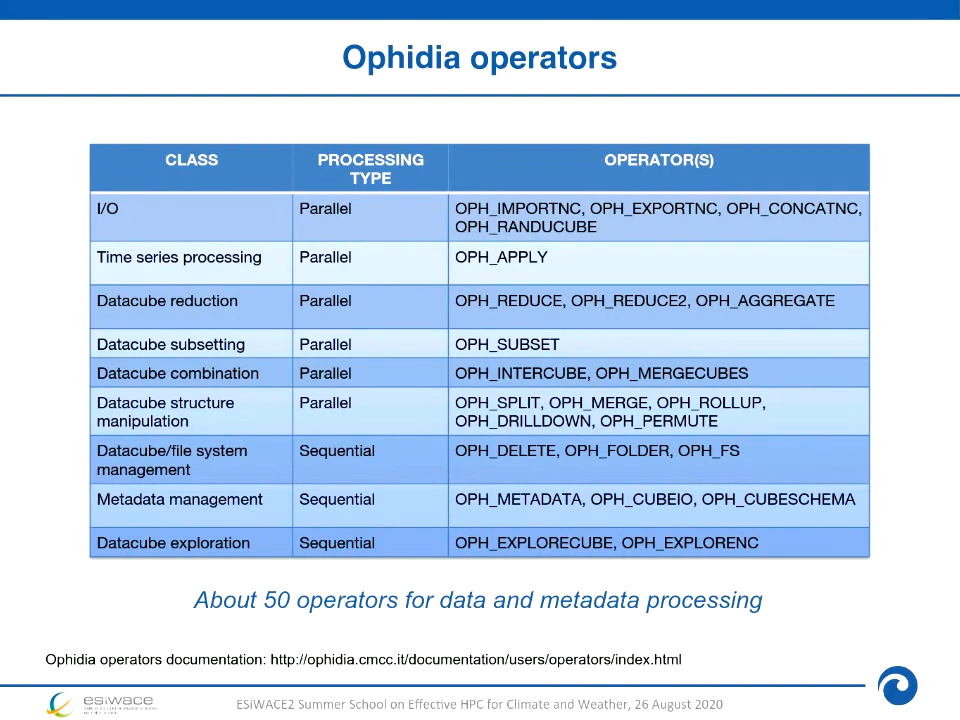 Ophidia operators
CLASS
PROCESSING
TYPE
OPERATOR(S)
I/O
Parallel
OPH_IMPORTNC, OPH_EXPORTNC, OPH_CONCATNC,
OPH_RANDUCUBE
Time series processing
Parallel
OPH_APPLY
Datacube reduction
Parallel
OPH_REDUCE, OPH_REDUCE2, OPH_AGGREGATE
Datacube subsetting
Parallel
OPH_SUBSET
Datacube combination
Parallel
OPH_INTERCUBE, OPH_MERGECUBES
Datacube structure
manipulation
Parallel
OPH_SPLIT, OPH_MERGE, OPH_ROLLUP,
OPH_DRILLDOWN, OPH_PERMUTE
Datacube/file system
management
Sequential
OPH_DELETE, OPH_FOLDER, OPH_FS
Metadata management
Sequential
OPH_METADATA, OPH_CUBEIO, OPH_CUBESCHEMA
Datacube exploration
Sequential
OPH_EXPLORECUBE, OPH_EXPLORENC
About 50 operators for data and metadata processing
Ophidia operators documentation: http://ophidia.cmcc.it/documentation/users/operators/index.html
esiwace
ESiWACE2 Summer School on Effective HPC for Climate and Weather, 26 August 2020